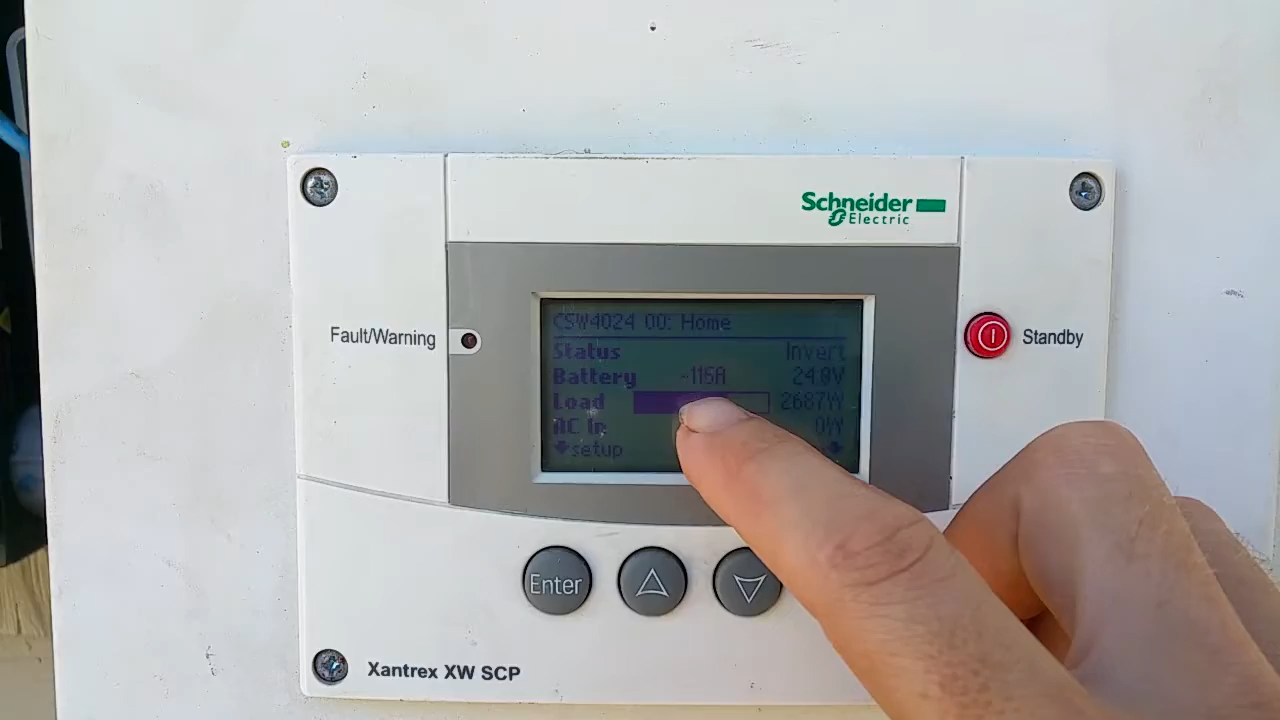 Schneider
Electric
CSW4024 00: Home
Fault/Warning
Status Invert
Standby
Battery -115A 24.8V
Load 2687W
AC In 0W
setup
Enter
Xantrex XW SCP